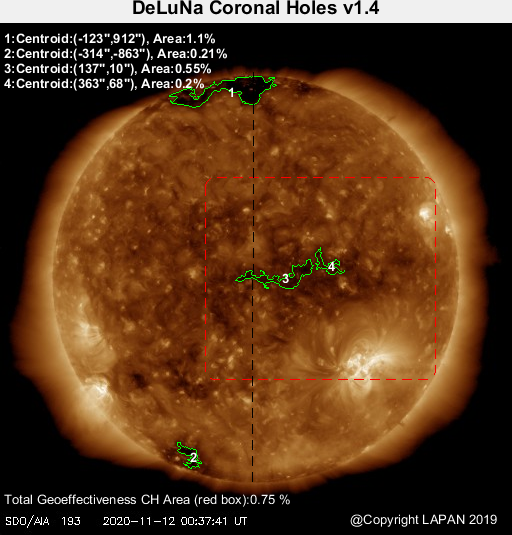 DeLuNa Coronal Holes v1.4
1:Centroid:(-123",912"), Area:1.1%
2:Centroid:(-314",-863"), Area:0.21%
3:Centroid:(137",10"), Area:0.55%
4:Centroid:(363",68"), Area:0.2%
1
4
3
2
Total Geoeffectiveness CH Area (red box):0.75 %
SDO/AIA 193 2020-11-12 00:37:41 UT
@Copyright LAPAN 2019